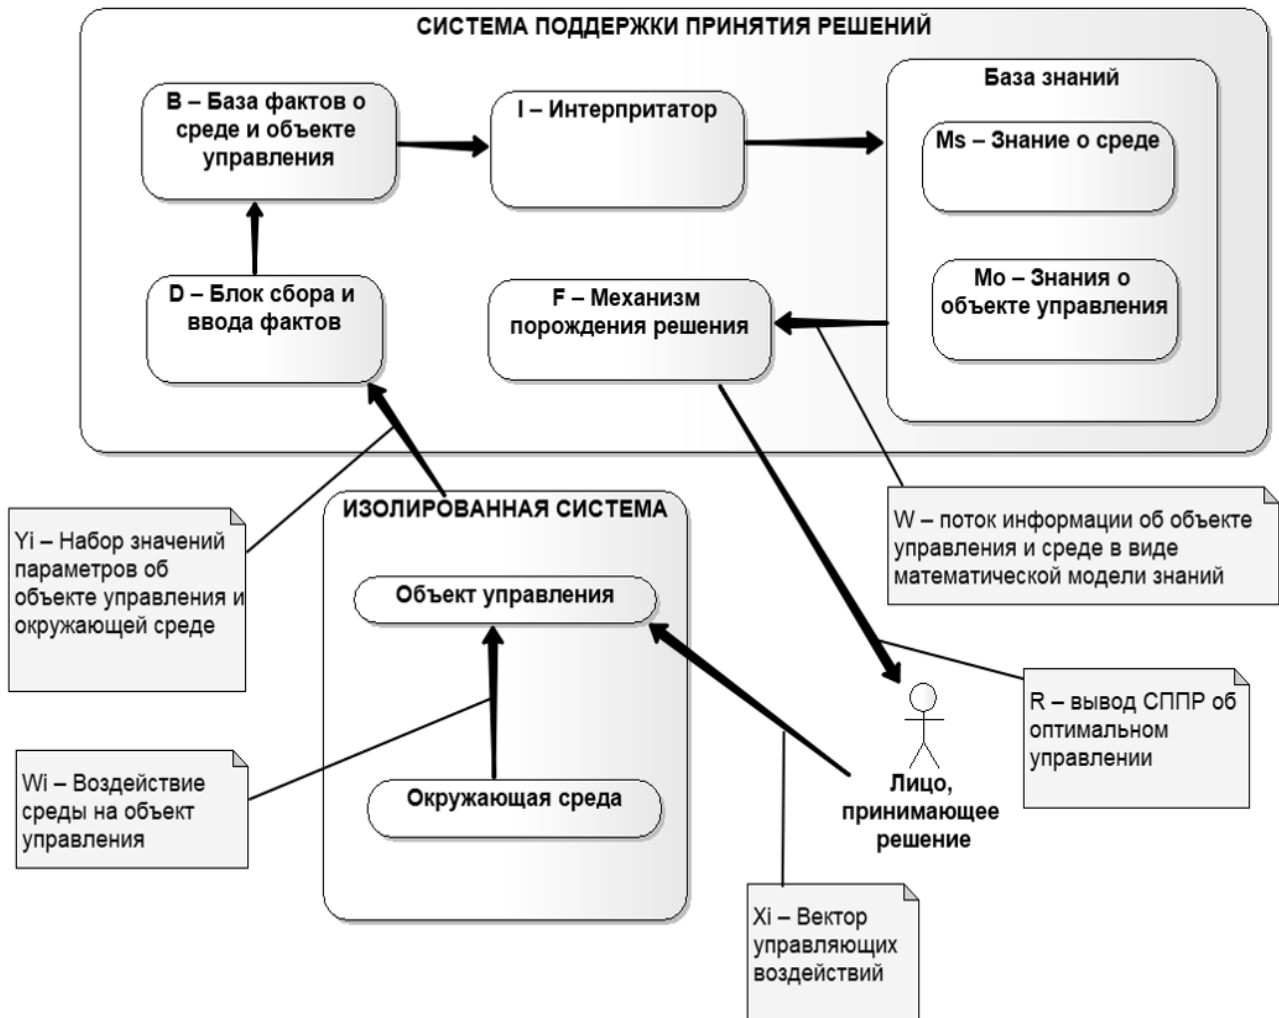 СИСТЕМА ПОДДЕРЖКИ ПРИНЯТИЯ РЕШЕНИЙ
B – База фактов о
среде и объекте
управления
I – Интерпритатор
База знаний
Ms – Знание о среде
Mo – Знания о
объекте управления
D – Блок сбора и
ввода фактов
F – Механизм
порождения решения
ИЗОЛИРОВАННАЯ СИСТЕМА
Объект управления
Окружающая среда
Yi – Набор значений
параметров об
объекте управления и
окружающей среде
Wi – Воздействие
среды на объект
управления
W – поток информации об объекте
управления и среде в виде
математической модели знаний
R – вывод СППР об
оптимальном
управлении
Лицо,
принимающее
решение
Xi – Вектор
управляющих
воздействий